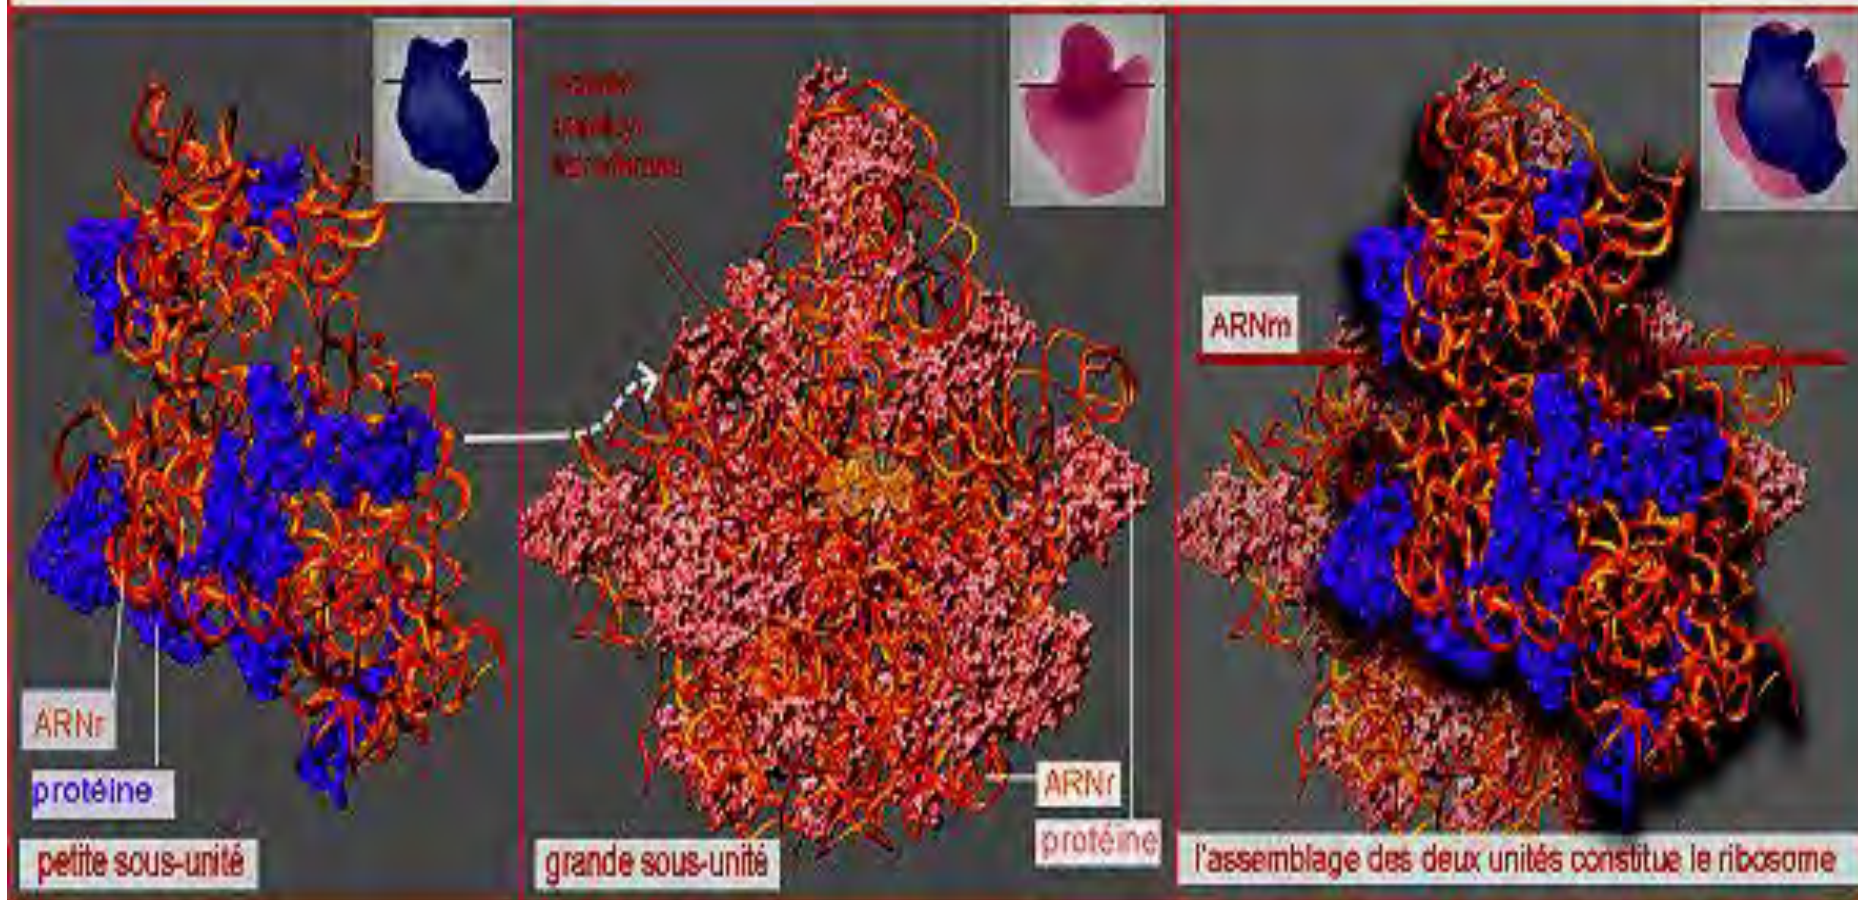 ARNr
protéine
petite sous-unité
ARNr
protéine
grande sous-unité
ARNm
l'assemblage des deux unités constitue le ribosome